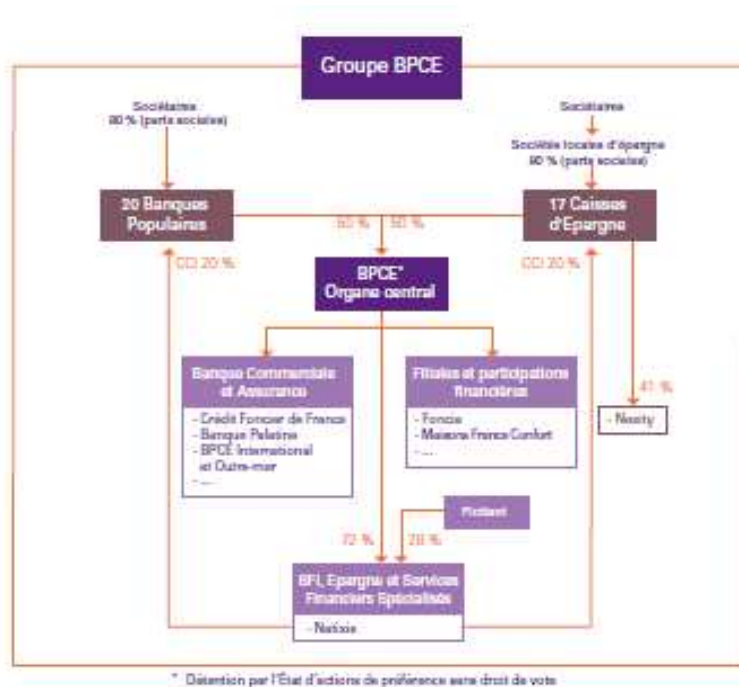 Groupe BPCE
Sociétaires
80 % (parts sociales)
Sociétaires
Société locales d'épargne
80 % (parts sociales)
20 Banques
Populaires
17 Caisses
d'Epargne
50 %
50 %
CCI 20 %
CCI 20 %
BPCE*
Organe central
Banque Commerciale
et Assurance
- Crédit Foncier de France
- Banque Palatine
- BPCE International
et Outre-mer
- ...
Filiales et participations
financières
- Foncia
- Maisons France Confort
- ...
41 %
- Nexity
Flottant
72 %
28 %
BFI, Epargne et Services
Financiers Spécialisés
- Natixis
* Détention par l'État d'actions de préférence sans droit de vote